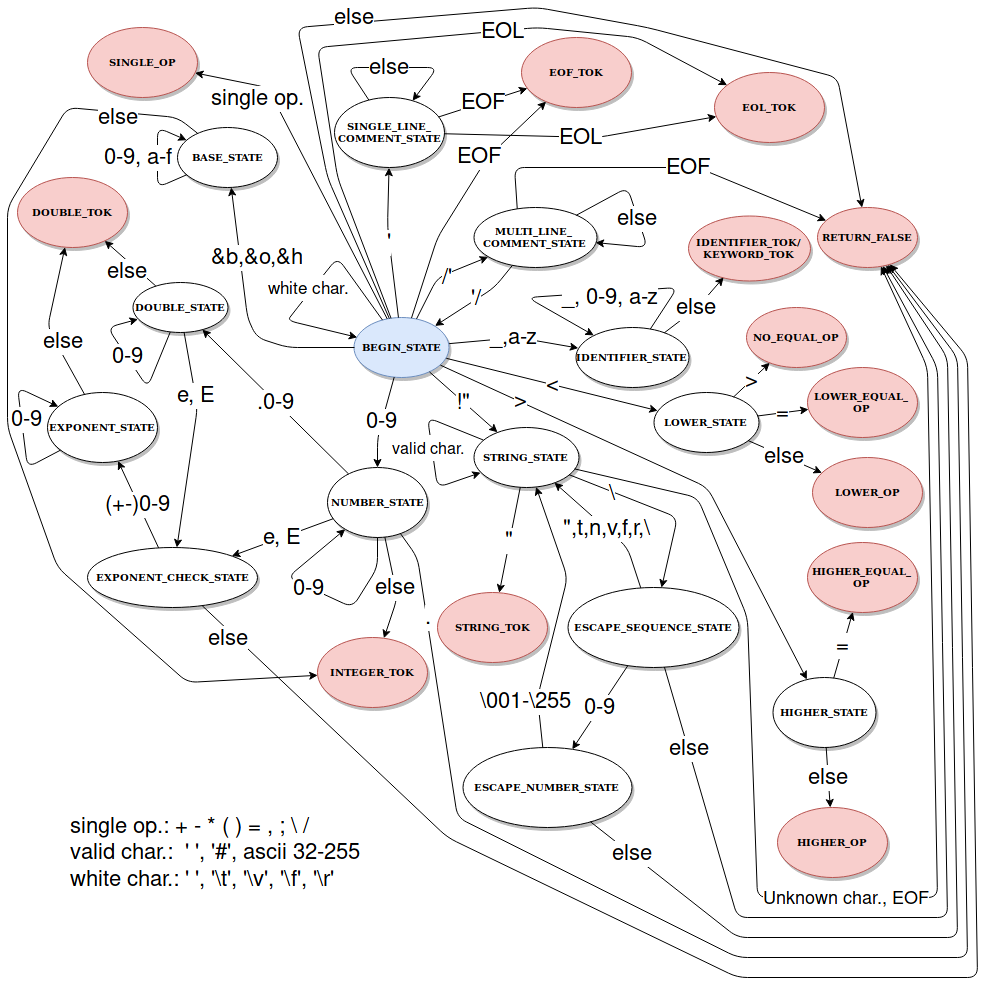 else
EOL
SINGLE_OP
else
EOF_TOK
single op.
EOF
EOL_TOK
else
SINGLE_LINE_
COMMENT_STATE
EOL
0-9, a-f
BASE_STATE
EOF
EOF
DOUBLE_TOK
else
MULTI_LINE_
COMMENT_STATE
IDENTIFIER_TOK/
KEYWORD_TOK
RETURN_FALSE
'
&b,&o,&h
else
white char.
/'
'/
_, 0-9, a-z
else
DOUBLE_STATE
BEGIN_STATE
_,a-z
IDENTIFIER_STATE
NO_EQUAL_OP
else
0-9
<
>
e, E
.0-9
!"
>
LOWER_EQUAL_
OP
=
0-9
EXPONENT_STATE
0-9
LOWER_STATE
valid char.
STRING_STATE
else
\
LOWER_OP
(+-)0-9
NUMBER_STATE
",t,n,v,f,r,\
e, E
"
EXPONENT_CHECK_STATE
0-9
else
HIGHER_EQUAL_
OP
else
.
STRING_TOK
ESCAPE_SEQUENCE_STATE
=
INTEGER_TOK
\001-\255
0-9
HIGHER_STATE
else
else
ESCAPE_NUMBER_STATE
single op.: + - * ( ) = , ; \ /
valid char.: ' ', '#', ascii 32-255
white char.: ' ', '\t', '\v', '\f', '\r'
else
HIGHER_OP
Unknown char., EOF